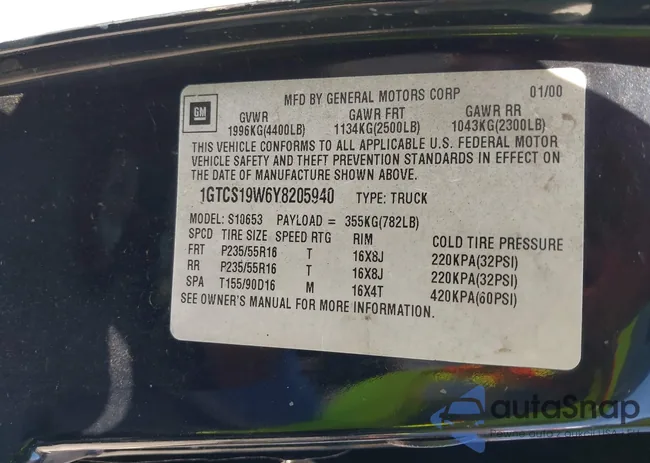 GM
MFD BY GENERAL MOTORS CORP 01/00
GVWR GAWR FRT GAWR RR
1996KG(4400LB) 1134KG(2500LB) 1043KG(2300LB)
THIS VEHICLE CONFORMS TO ALL APPLICABLE U.S. FEDERAL MOTOR
VEHICLE SAFETY AND THEFT PREVENTION STANDARDS IN EFFECT ON
THE DATE OF MANUFACTURE SHOWN ABOVE.
1GTCS19W6Y8205940 TYPE: TRUCK
MODEL: S10653 PAYLOAD = 355KG(782LB)
SPCD TIRE SIZE SPEED RTG RIM COLD TIRE PRESSURE
FRT P235/55R16 T 16X8J 220KPA(32PSI)
RR P235/55R16 T 16X8J 220KPA(32PSI)
SPA T155/90D16 M 16X4T 420KPA(60PSI)
SEE OWNER'S MANUAL FOR MORE INFORMATION.
autaSnap